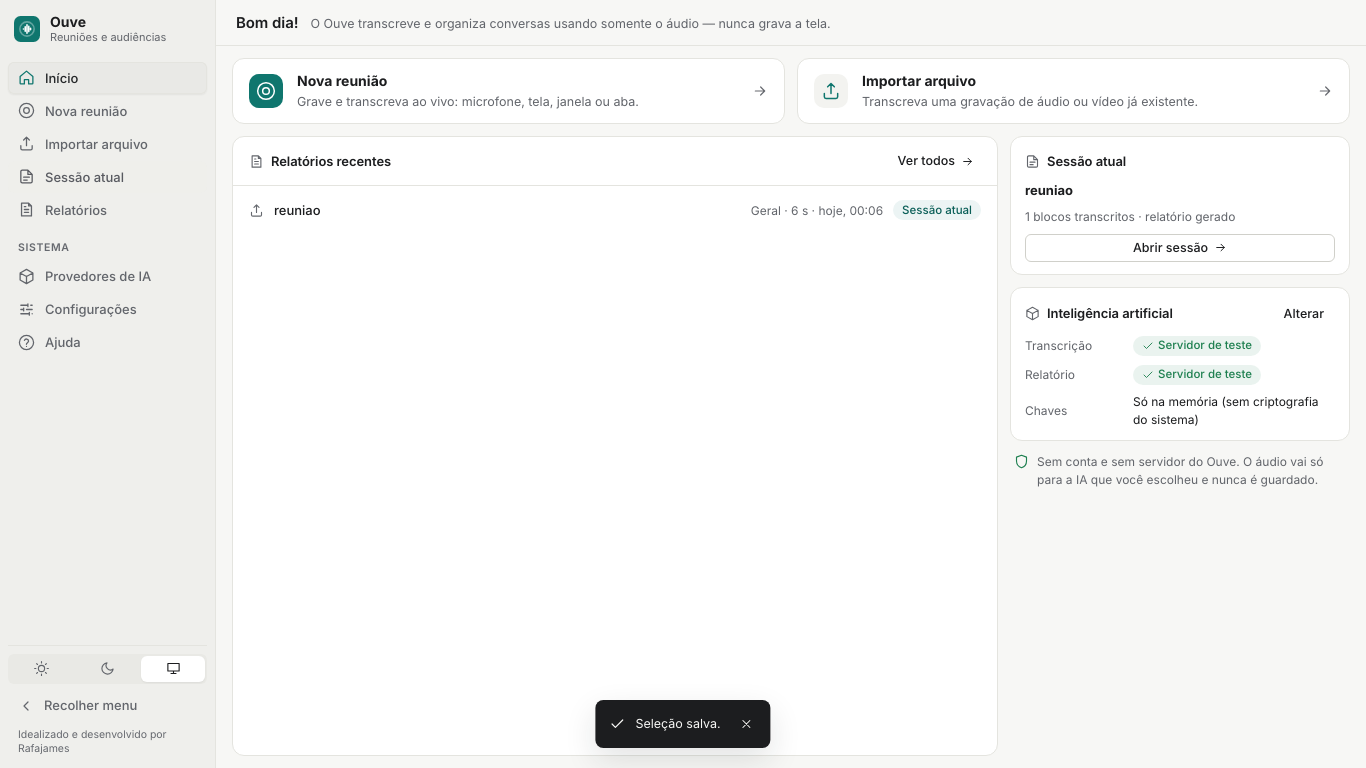 Ouve
Reuniões e audiências
Início
Nova reunião
Importar arquivo
Sessão atual
Relatórios
SISTEMA
Provedores de IA
Configurações
Ajuda
Recolher menu
Idealizado e desenvolvido por
Rafajames
Bom dia! O Ouve transcreve e organiza conversas usando somente o áudio — nunca grava a tela.
Nova reunião
Grave e transcreva ao vivo: microfone, tela, janela ou aba.
Importar arquivo
Transcreva uma gravação de áudio ou vídeo já existente.
Relatórios recentes
Ver todos
reuniao
Geral · 6 s · hoje, 00:06
Sessão atual
Sessão atual
reuniao
1 blocos transcritos · relatório gerado
Abrir sessão
Inteligência artificial
Alterar
Transcrição
Servidor de teste
Relatório
Servidor de teste
Chaves
Só na memória (sem criptografia
do sistema)
Sem conta e sem servidor do Ouve. O áudio vai só
para a IA que você escolheu e nunca é guardado.
Seleção salva.